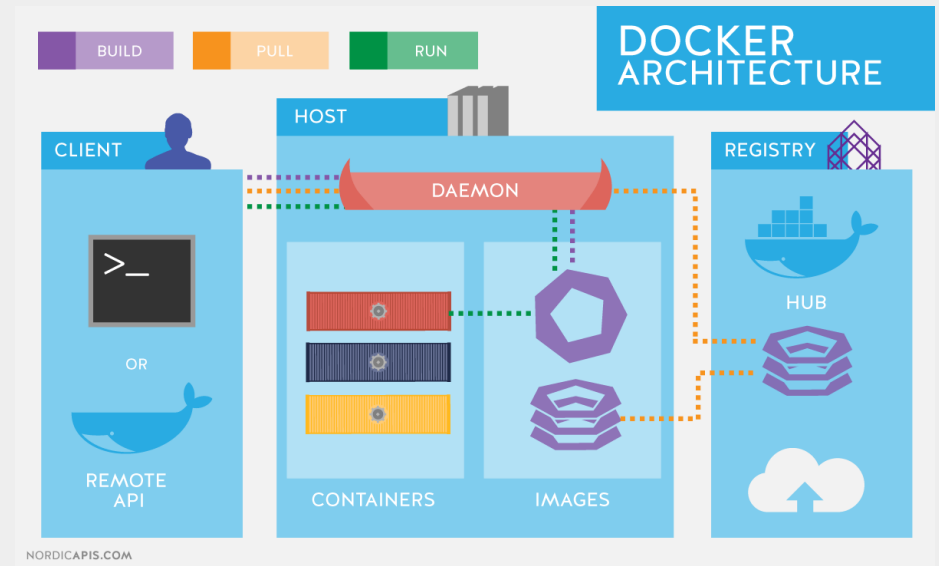 BUILD
PULL
RUN
DOCKER
ARCHITECTURE
CLIENT
HOST
REGISTRY
DAEMON
>_
OR
REMOTE
API
CONTAINERS
IMAGES
HUB
NORDICAPIS.COM